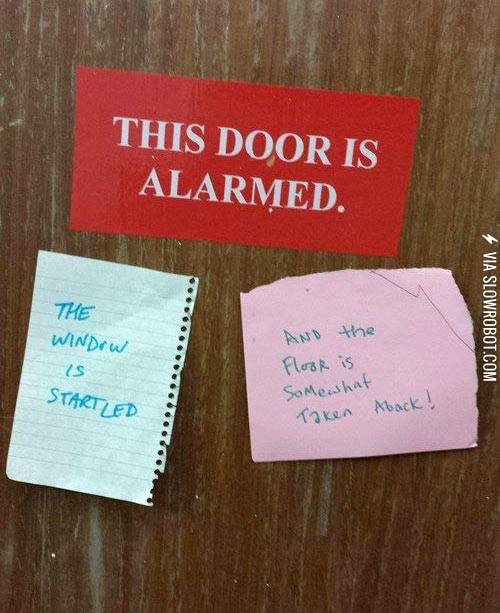 THIS DOOR IS
ALARMED.
THE
WINDOW
IS
STARTLED
AND the
FlooR is
SoMewhat
Taken Aback!
VIA SLOWROBOT.COM